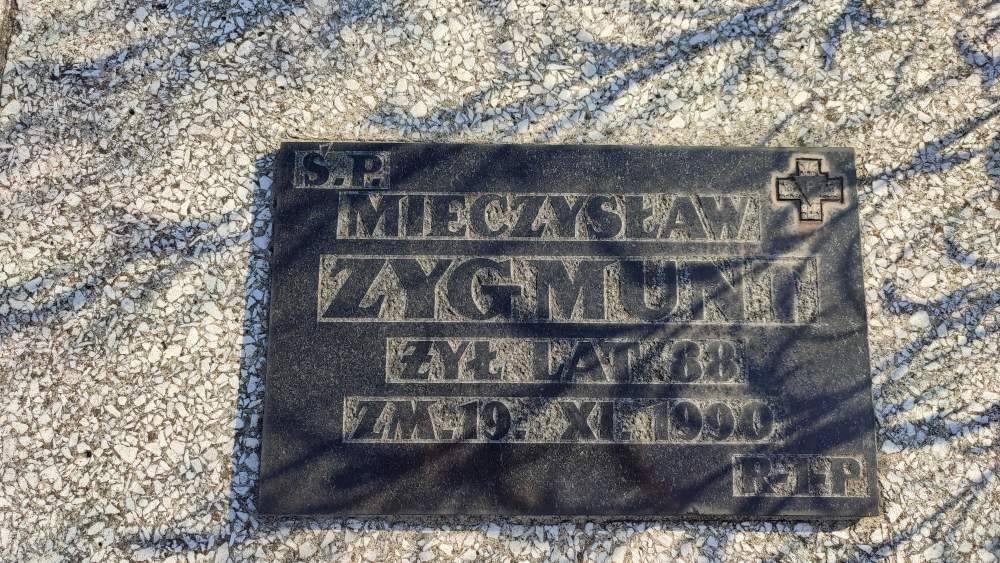 Ś.P.
MIECZYSŁAW
ZYGMUNT
ŻYŁ LAT 88
ZM. 19. XI 1990
R.I.P